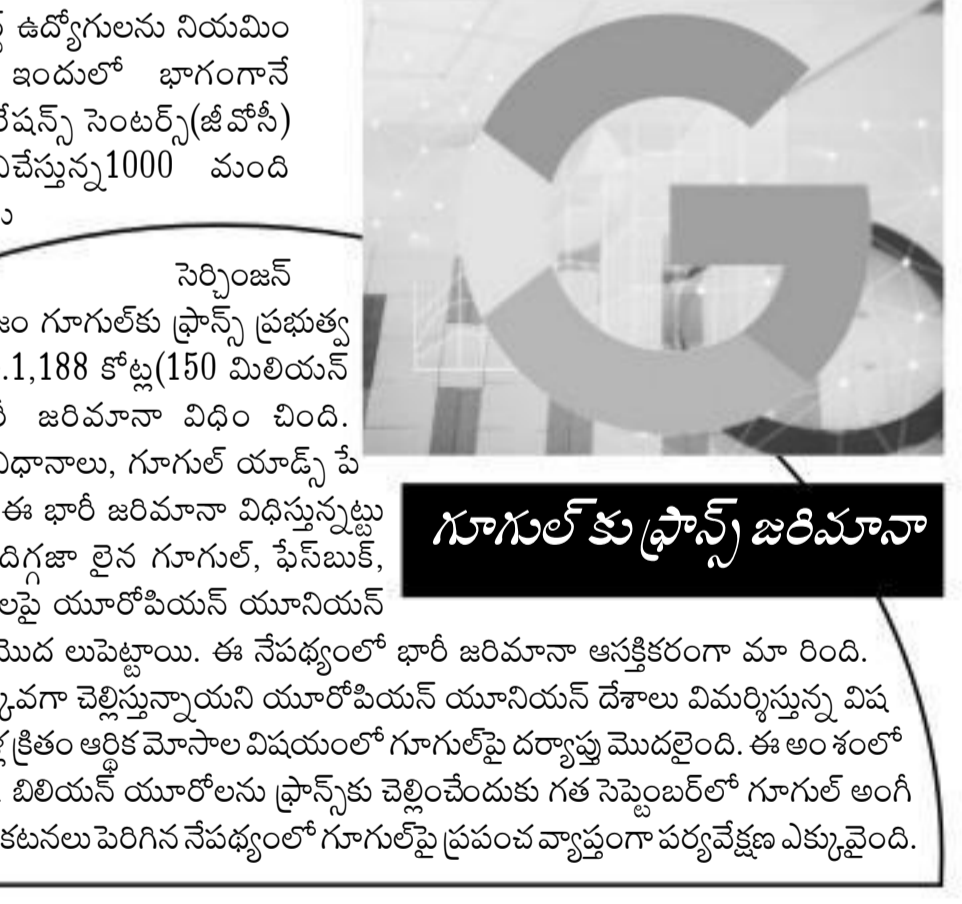 ఉద్యోగులను నియమిం
ఇందులో భాగంగానే
రేషన్స్ సెంటర్స్(జీవోసీ)
చేస్తున్న1000 మంది
సెర్చింజన్
గూగుల్‌కు ఫ్రాన్స్ ప్రభుత్వ
.1,188 కోట్ల(150 మిలియన్
జరిమానా విధిం చింది.
విధానాలు, గూగుల్ యాడ్స్ పే
ఈ భారీ జరిమానా విధిస్తున్నట్టు
దిగ్గజా లైన గూగుల్, ఫేస్‌బుక్,
లపై యూరోపియన్ యూనియన్
గూగుల్ కు ఫ్రాన్స్ జరిమానా
మొద లుపెట్టాయి. ఈ నేపథ్యంలో భారీ జరిమానా ఆసక్తికరంగా మా రింది.
క్కువగా చెల్లిస్తున్నాయని యూరోపియన్ యూనియన్ దేశాలు విమర్శిస్తున్న విష
క్రితం ఆర్థిక మోసాల విషయంలో గూగుల్‌పై దర్యాప్తు మొదలైంది. ఈ అం శంలో
బిలియన్ యూరోలను ఫ్రాన్స్‌కు చెల్లించేందుకు గత సెప్టెంబర్‌లో గూగుల్ అంగీ
కటనలు పెరిగిన నేపథ్యంలో గూగుల్‌పై ప్రపంచ వ్యాప్తంగా పర్యవేక్షణ ఎక్కువైంది.